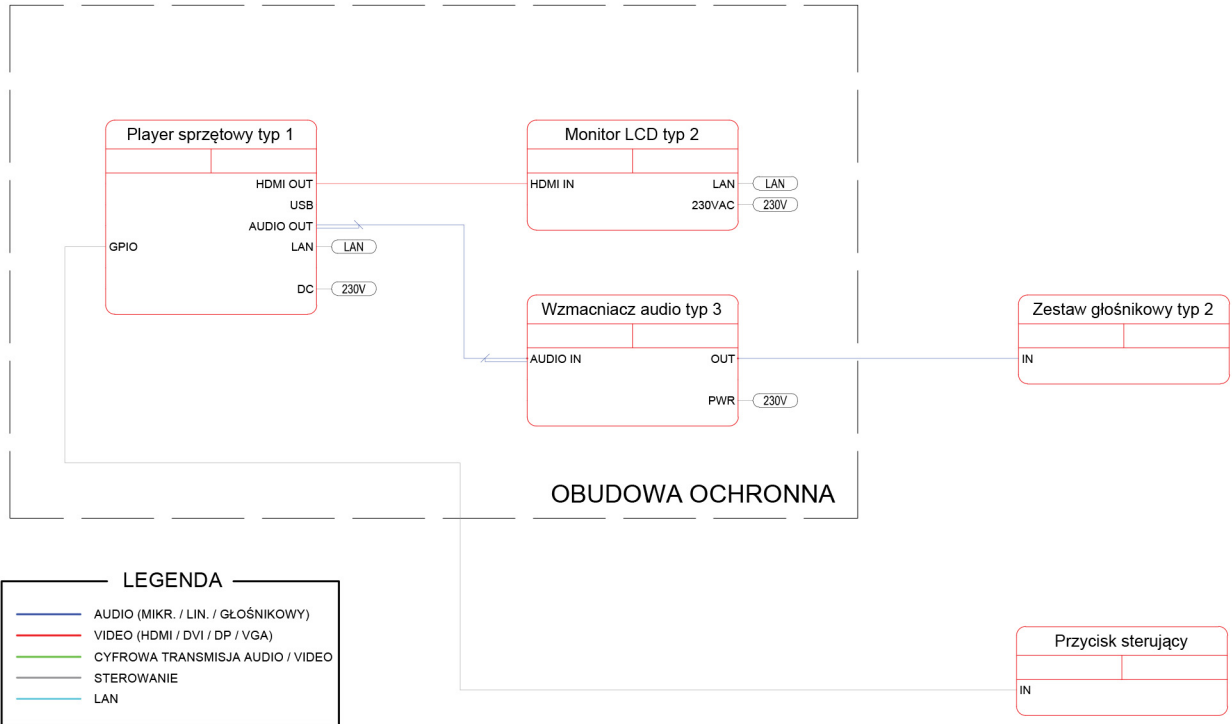 Player sprzętowy typ 1
HDMI OUT
USB
AUDIO OUT
GPIO
LAN
LAN
DC
230V
Monitor LCD typ 2
HDMI IN
LAN
LAN
230VAC
230V
Wzmacniacz audio typ 3
AUDIO IN
OUT
PWR
230V
Zestaw głośnikowy typ 2
IN
OBUDOWA OCHRONNA
LEGENDA
AUDIO (MIKR. / LIN. / GŁOŚNIKOWY)
VIDEO (HDMI / DVI / DP / VGA)
CYFROWA TRANSMISJA AUDIO / VIDEO
STEROWANIE
LAN
Przycisk sterujący
IN